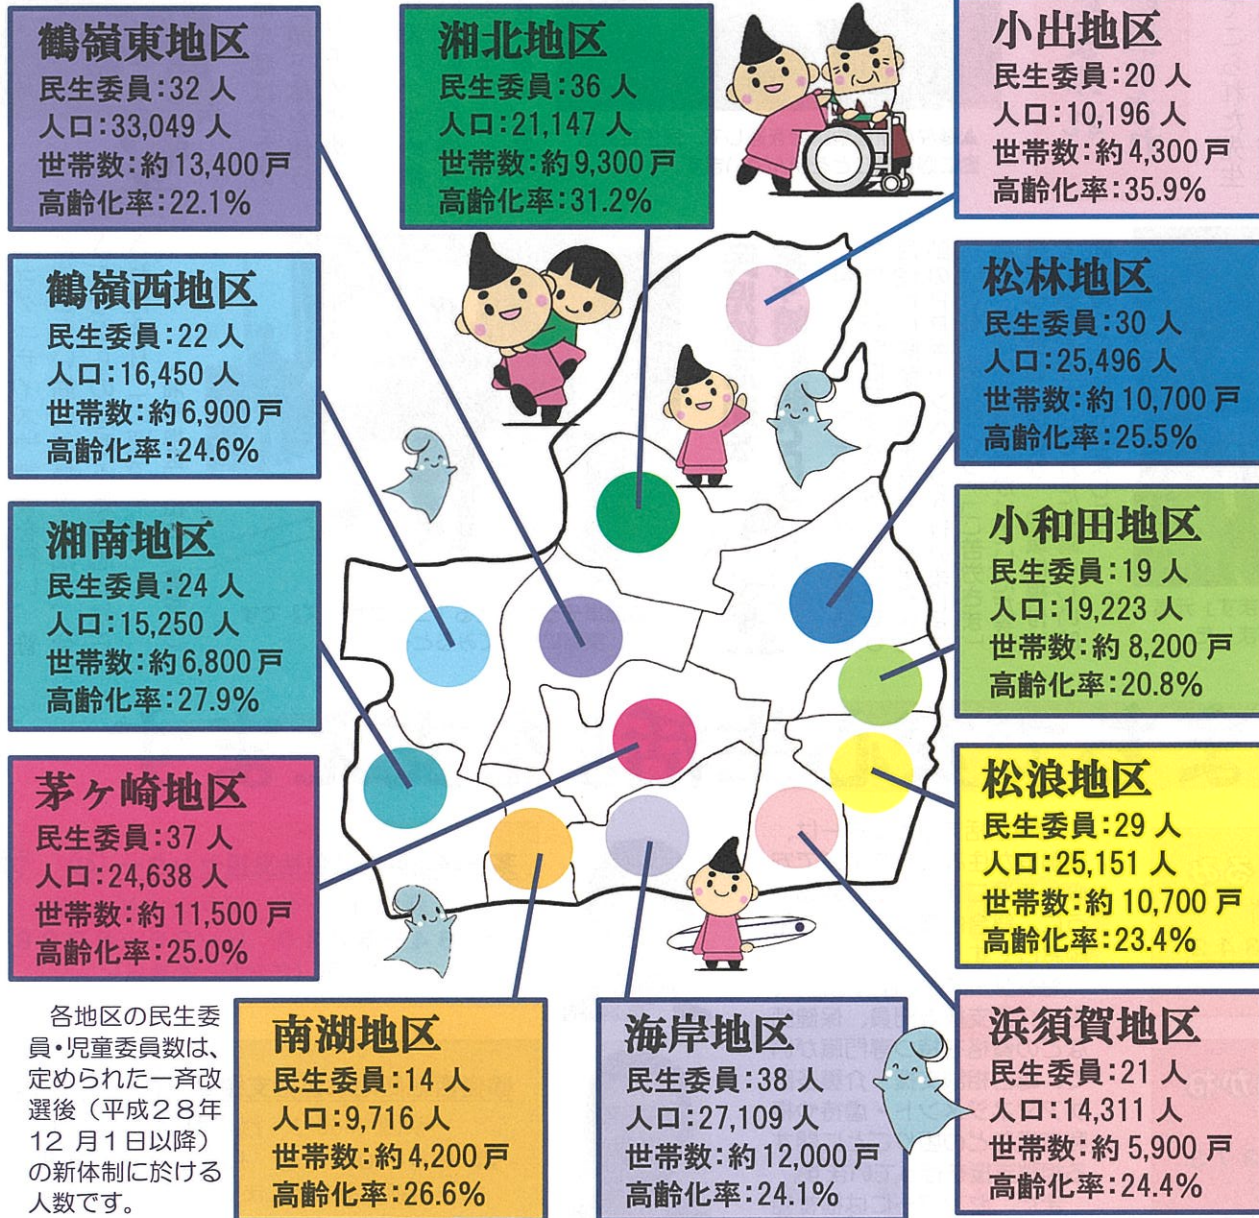 鶴嶺東地区
民生委員:32 人
人口:33,049 人
世帯数:約 13,400 戸
高齢化率:22.1%
湘北地区
民生委員:36 人
人口:21,147 人
世帯数:約 9,300 戸
高齢化率:31.2%
小出地区
民生委員:20 人
人口:10,196 人
世帯数:約 4,300 戸
高齢化率:35.9%
鶴嶺西地区
民生委員:22 人
人口:16,450 人
世帯数:約 6,900 戸
高齢化率:24.6%
松林地区
民生委員:30 人
人口:25,496 人
世帯数:約 10,700 戸
高齢化率:25.5%
湘南地区
民生委員:24 人
人口:15,250 人
世帯数:約 6,800 戸
高齢化率:27.9%
小和田地区
民生委員:19 人
人口:19,223 人
世帯数:約 8,200 戸
高齢化率:20.8%
茅ヶ崎地区
民生委員:37 人
人口:24,638 人
世帯数:約 11,500 戸
高齢化率:25.0%
松浪地区
民生委員:29 人
人口:25,151 人
世帯数:約 10,700 戸
高齢化率:23.4%
各地区の民生委
員・児童委員数は、
定められた一斉改
選後（平成28年
12 月1日以降）
の新体制に於ける
人数です。
南湖地区
民生委員:14 人
人口:9,716 人
世帯数:約 4,200 戸
高齢化率:26.6%
海岸地区
民生委員:38 人
人口:27,109 人
世帯数:約 12,000 戸
高齢化率:24.1%
浜須賀地区
民生委員:21 人
人口:14,311 人
世帯数:約 5,900 戸
高齢化率:24.4%